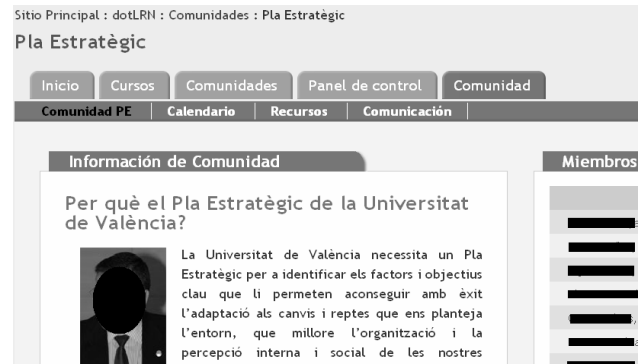 Sitio Principal : dotLRN : Comunidades : Pla Estratègic
Pla Estratègic
Inicio Cursos Comunidades Panel de control Comunidad
Comunidad PE Calendario Recursos Comunicación
Información de Comunidad
Per què el Pla Estratègic de la Universitat
de València?
La Universitat de València necessita un Pla
Estratègic per a identificar els factors i objectius
clau que li permeten aconseguir amb èxit
l'adaptació als canvis i reptes que ens planteja
l'entorn, que millore l'organització i la
percepció interna i social de les nostres
Miembros